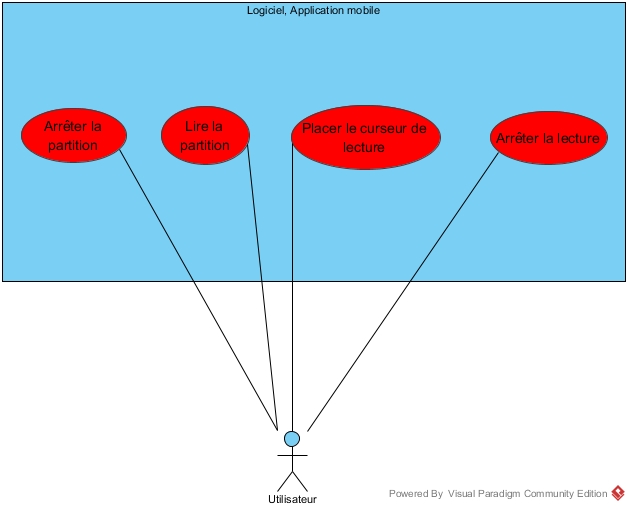 Logiciel, Application mobile
Arrêter la
partition
Lire la
partition
Placer le curseur de
lecture
Arrêter la lecture
Utilisateur
Powered By Visual Paradigm Community Edition